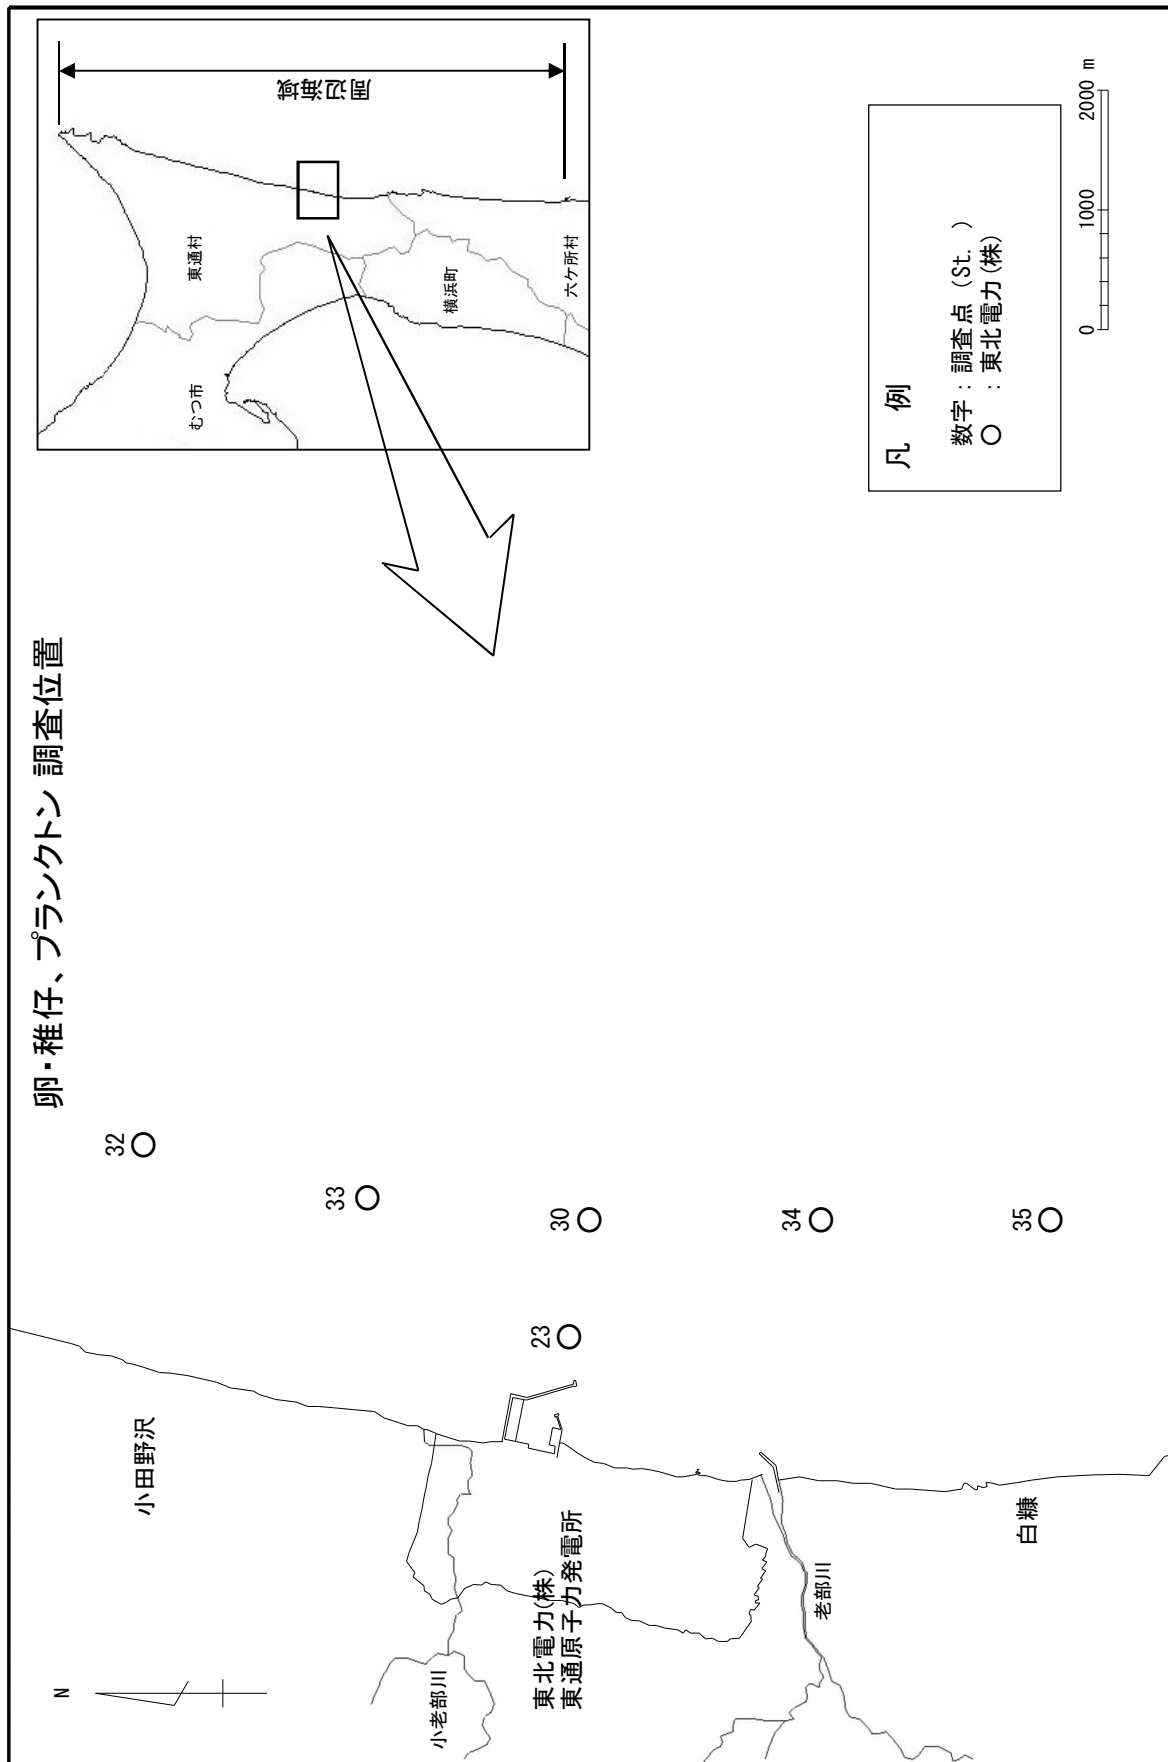 卵・稚仔、プランクトン 調査位置
周辺海域
東通村
むつ市
横浜町
六ケ所村
N
32
33
30
34
35
23
小田野沢
小老部川
東北電力(株)
東通原子力発電所
老部川
白糠
凡 例
数字 : 調査点 (St. )
○ : 東北電力(株)
0 1000 2000 m